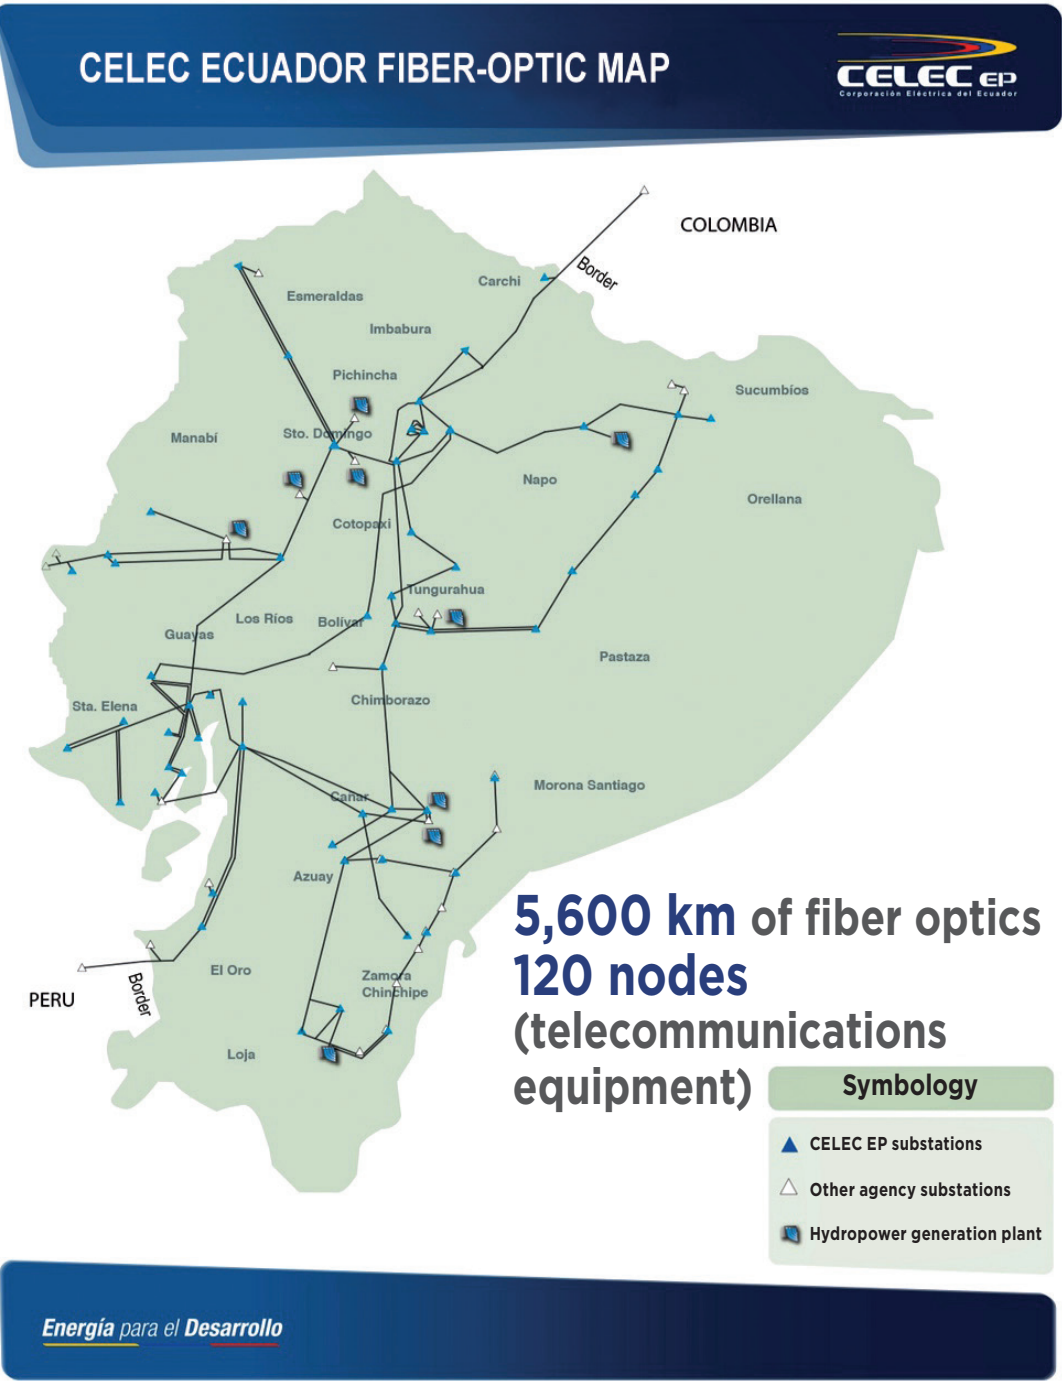 CELEC ECUADOR FIBER-OPTIC MAP
CELEC EP
Corporación Eléctrica del Ecuador
COLOMBIA
Border
Carchi
Esmeraldas
Imbabura
Pichincha
Sucumbíos
Manabí
Sto. Domingo
Napo
Orellana
Cotopaxi
Tungurahua
Los Ríos
Bolívar
Guayas
Pastaza
Chimborazo
Sta. Elena
Morona Santiago
Cañar
Azuay
5,600 km of fiber optics
120 nodes
(telecommunications
equipment)
El Oro
Zamora
Chinchipe
PERU
Border
Loja
Symbology
CELEC EP substations
Other agency substations
Hydropower generation plant
Energía para el Desarrollo